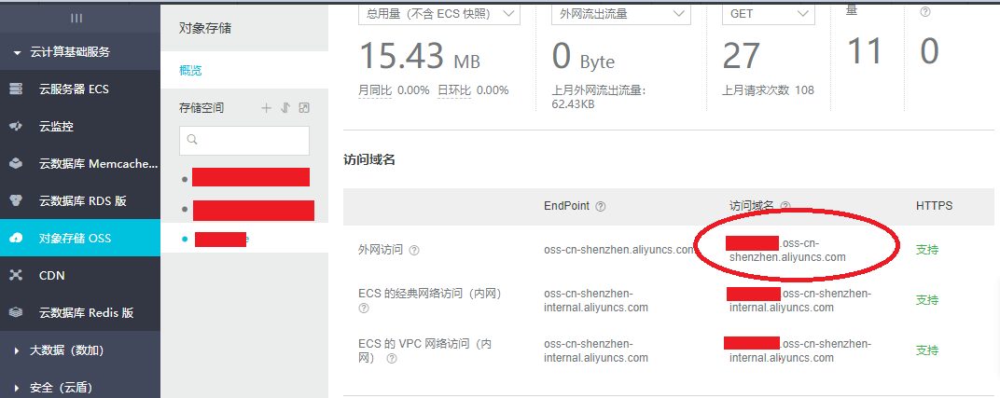 云计算基础服务
云服务器 ECS
云监控
云数据库 Memcache...
云数据库 RDS 版
对象存储 OSS
CDN
云数据库 Redis 版
大数据（数加）
安全（云盾）
对象存储
概览
存储空间
总用量（不含 ECS 快照）
15.43 MB
月同比 0.00% 日环比 0.00%
外网流出流量
0 Byte
上月外网流出流量：
62.43KB
GET
27
上月请求次数 108
量
11
0
访问域名
EndPoint
访问域名
HTTPS
外网访问
oss-cn-shenzhen.aliyuncs.com
.oss-cn-
shenzhen.aliyuncs.com
支持
ECS 的经典网络访问（内网）
oss-cn-shenzhen-
internal.aliyuncs.com
.oss-cn-shenzhen-
internal.aliyuncs.com
支持
ECS 的 VPC 网络访问（内
网）
oss-cn-shenzhen-
internal.aliyuncs.com
.oss-cn-shenzhen-
internal.aliyuncs.com
支持